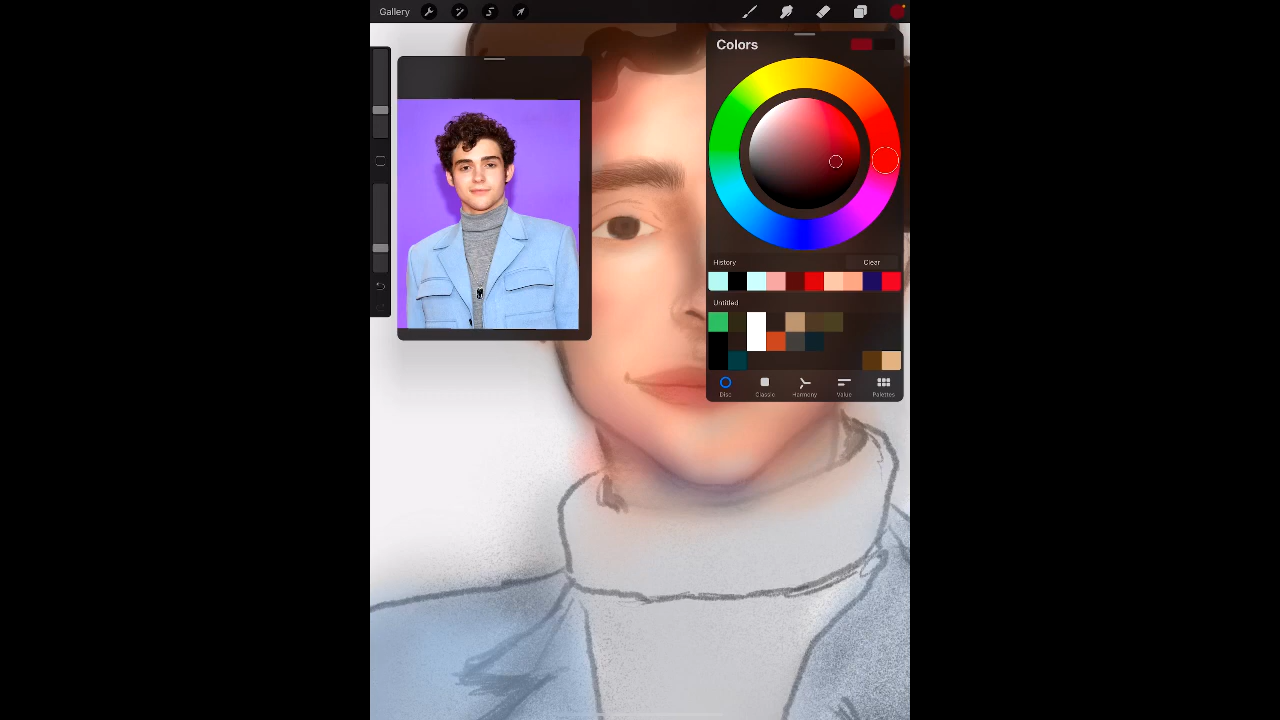 Gallery
Colors
History
Clear
Untitled
Disc
Classic
Harmony
Value
Palettes